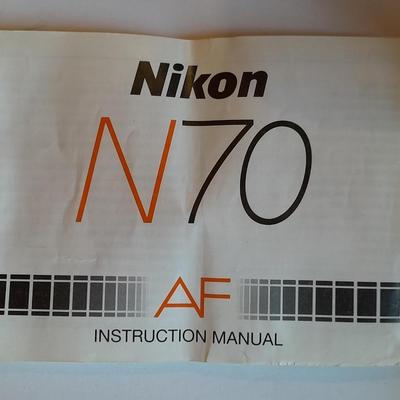 Nikon
N70
AF
INSTRUCTION MANUAL